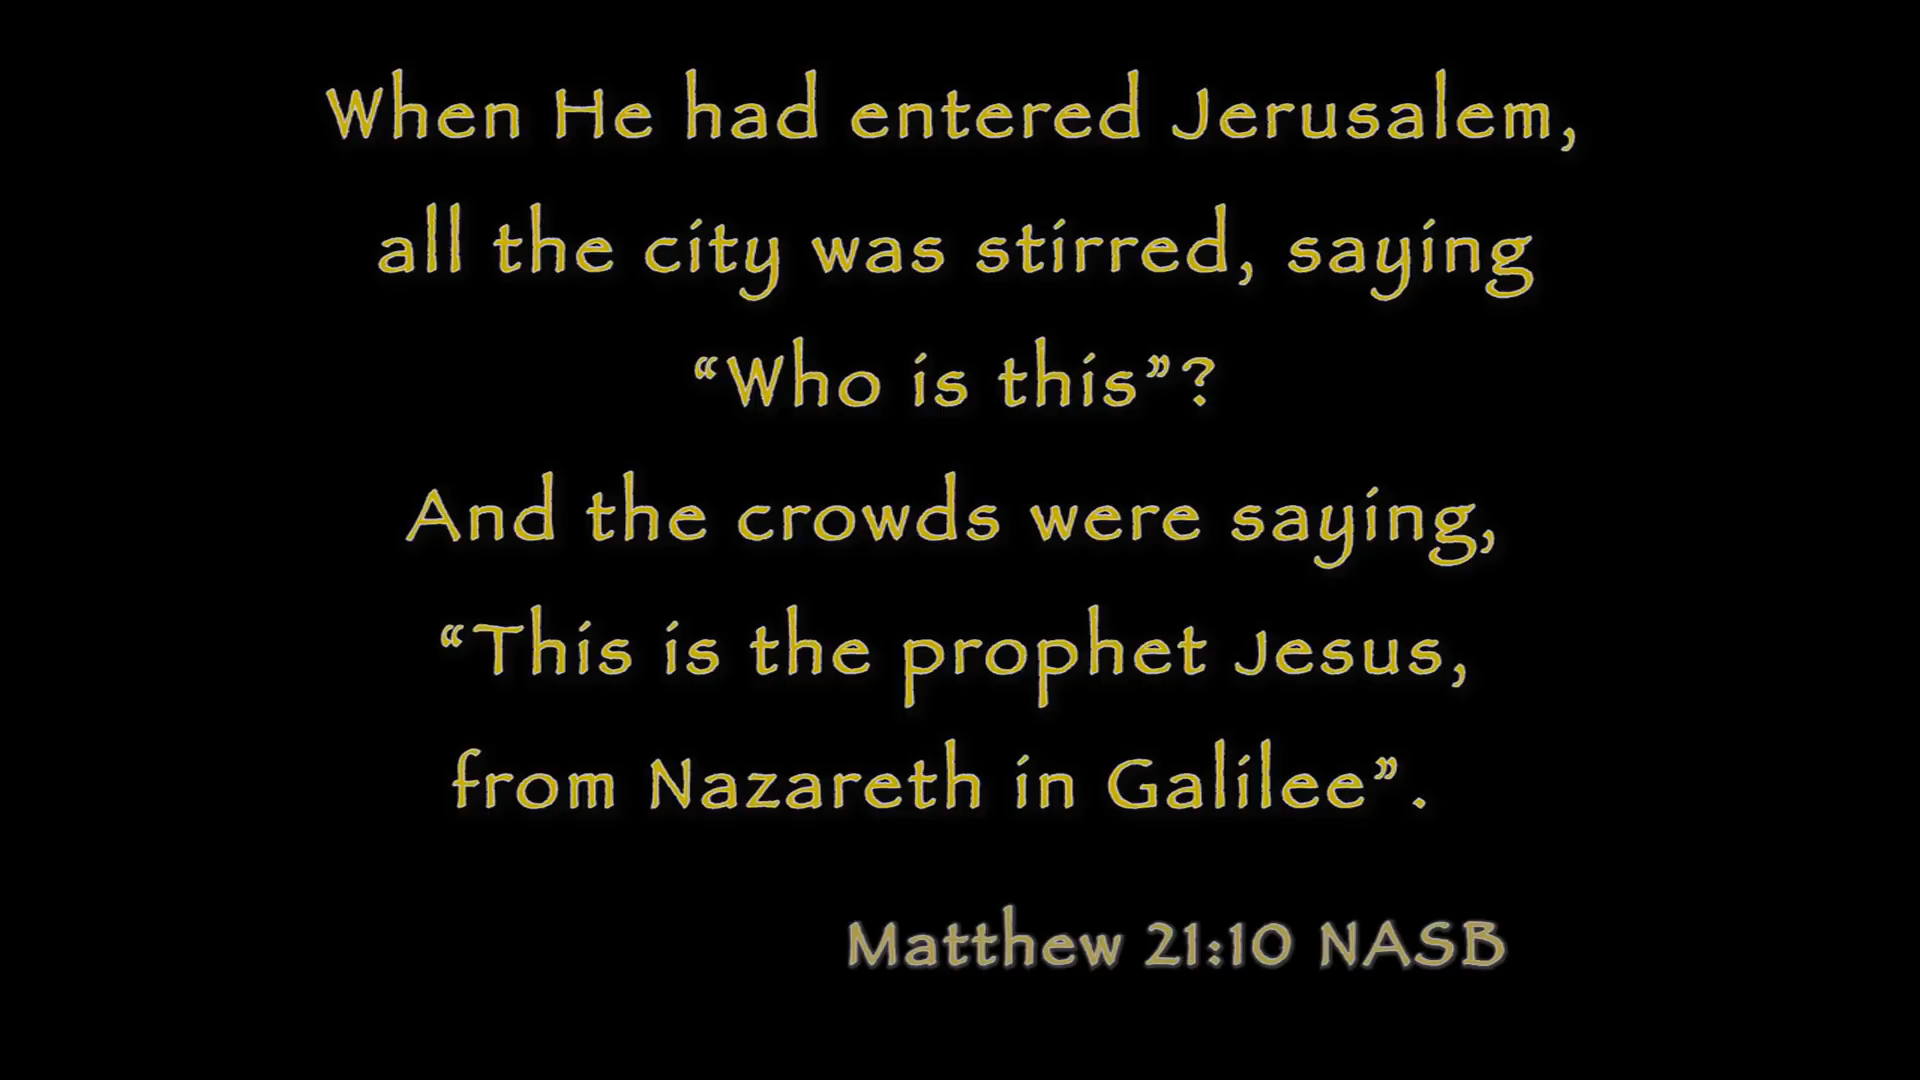 When He had entered Jerusalem,
all the city was stirred, saying
“Who is this”?
And the crowds were saying,
“This is the prophet Jesus,
from Nazareth in Galilee”.
Matthew 21:10 NASB